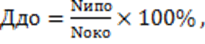 Ддо = Nипо/Nоко × 100% ,